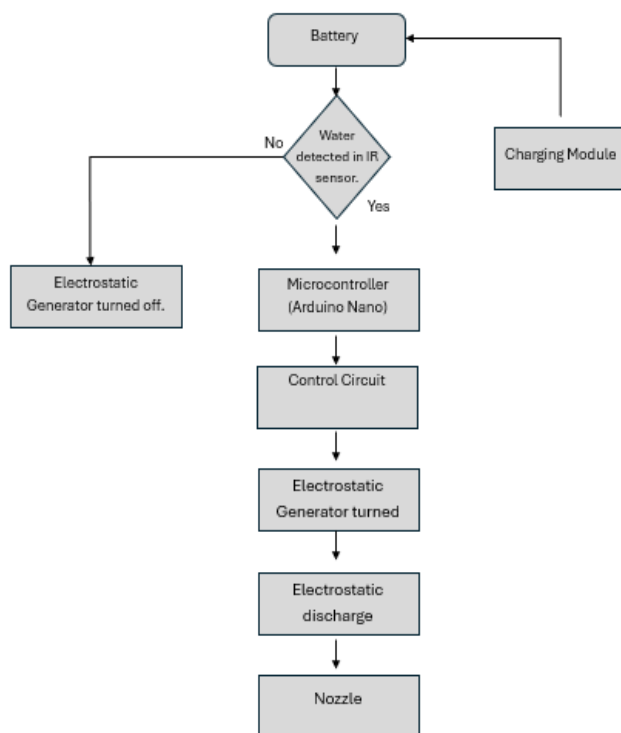 Battery
Water
detected in IR
sensor.
No
Yes
Charging Module
Electrostatic
Generator turned off.
Microcontroller
(Arduino Nano)
Control Circuit
Electrostatic
Generator turned
Electrostatic
discharge
Nozzle